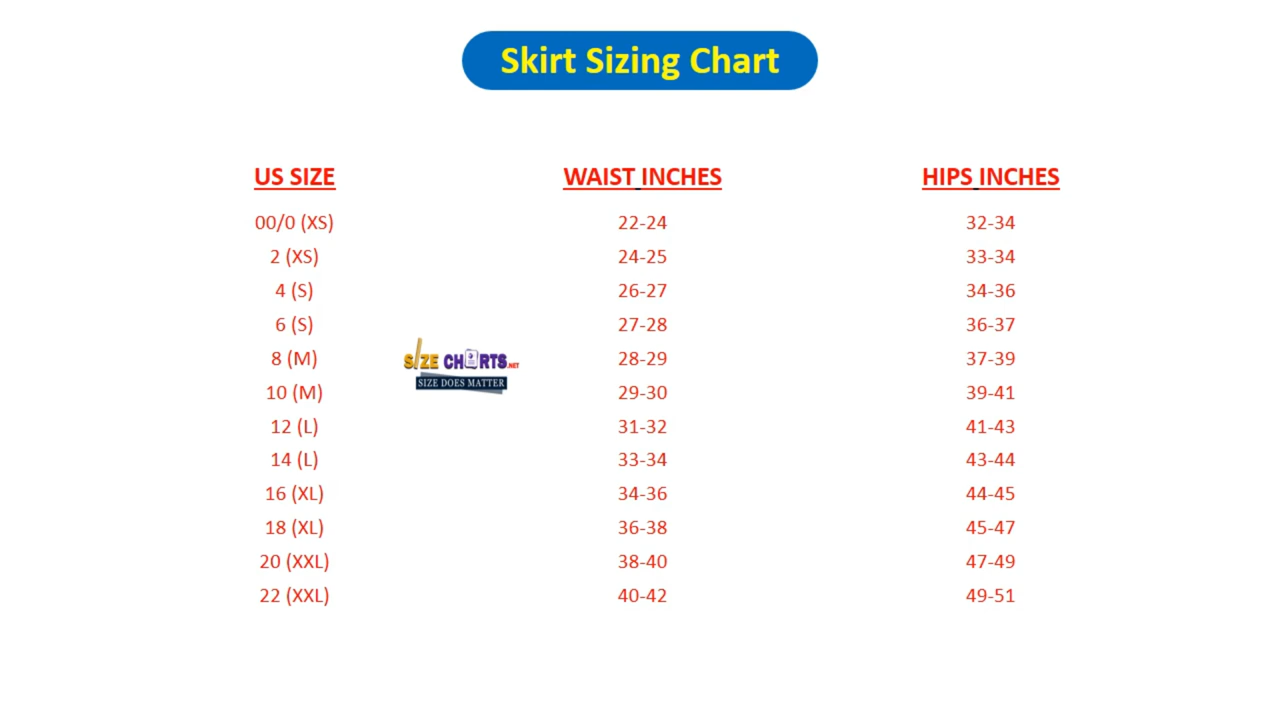 Skirt Sizing Chart
US SIZE WAIST INCHES HIPS INCHES
00/0 (XS) 22-24 32-34
2 (XS) 24-25 33-34
4 (S) 26-27 34-36
6 (S) 27-28 36-37
8 (M) 28-29 37-39
SIZE CHARTS.NET
SIZE DOES MATTER
10 (M) 29-30 39-41
12 (L) 31-32 41-43
14 (L) 33-34 43-44
16 (XL) 34-36 44-45
18 (XL) 36-38 45-47
20 (XXL) 38-40 47-49
22 (XXL) 40-42 49-51